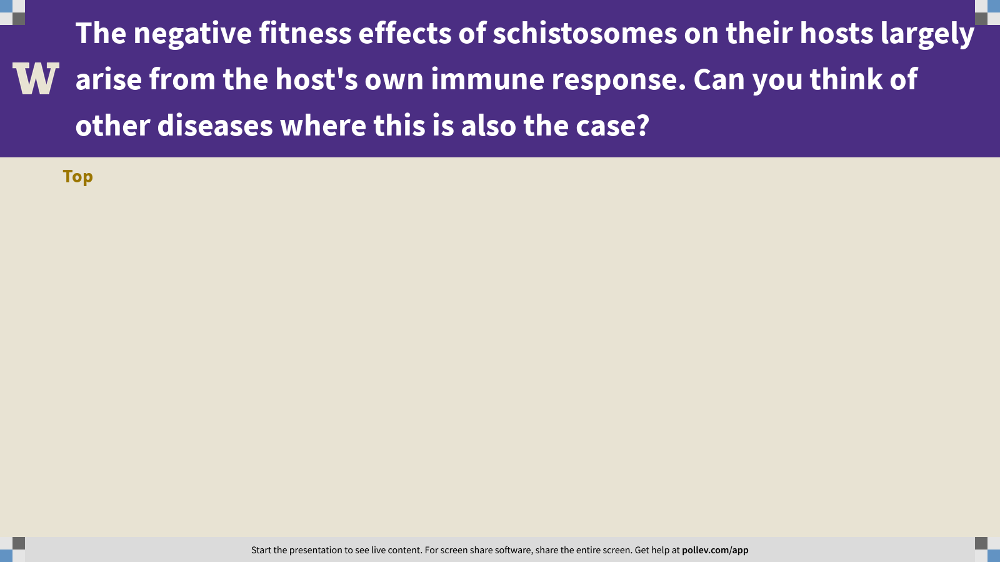 The negative fitness effects of schistosomes on their hosts largely
W
arise from the host's own immune response. Can you think of
other diseases where this is also the case?
Top
Start the presentation to see live content. For screen share software, share the entire screen. Get help at pollev.com/app